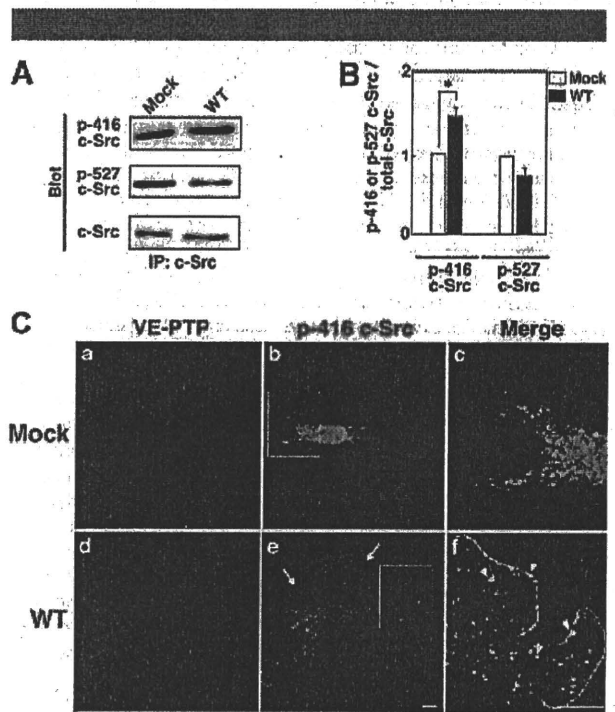 A
Mock WT
Blot
p-416 c-Src
p-527 c-Src
c-Src
IP: c-Src
B
p-416 or p-527 c-Src / total c-Src
2
1
0
*
Mock
WT
p-416 c-Src
p-527 c-Src
C
VE-PTP p-416 c-Src Merge
Mock
a b c
WT
d e f